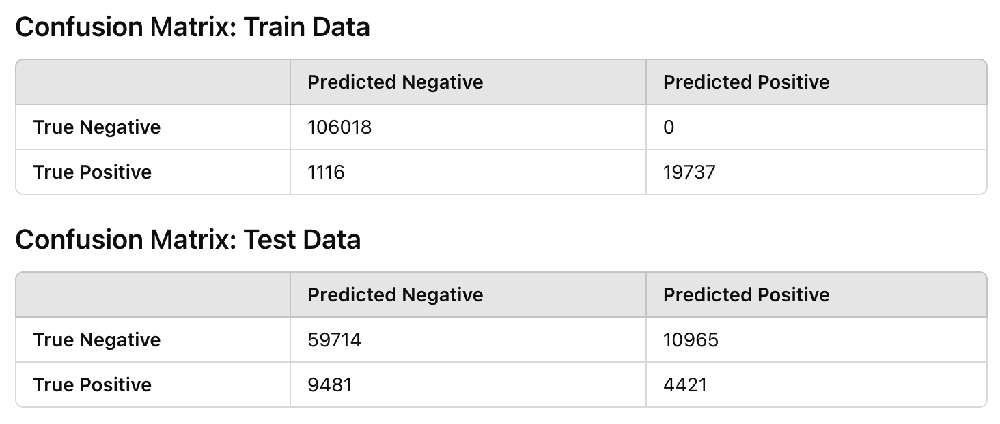 Confusion Matrix: Train Data
Predicted Negative Predicted Positive
True Negative 106018 0
True Positive 1116 19737
Confusion Matrix: Test Data
Predicted Negative Predicted Positive
True Negative 59714 10965
True Positive 9481 4421